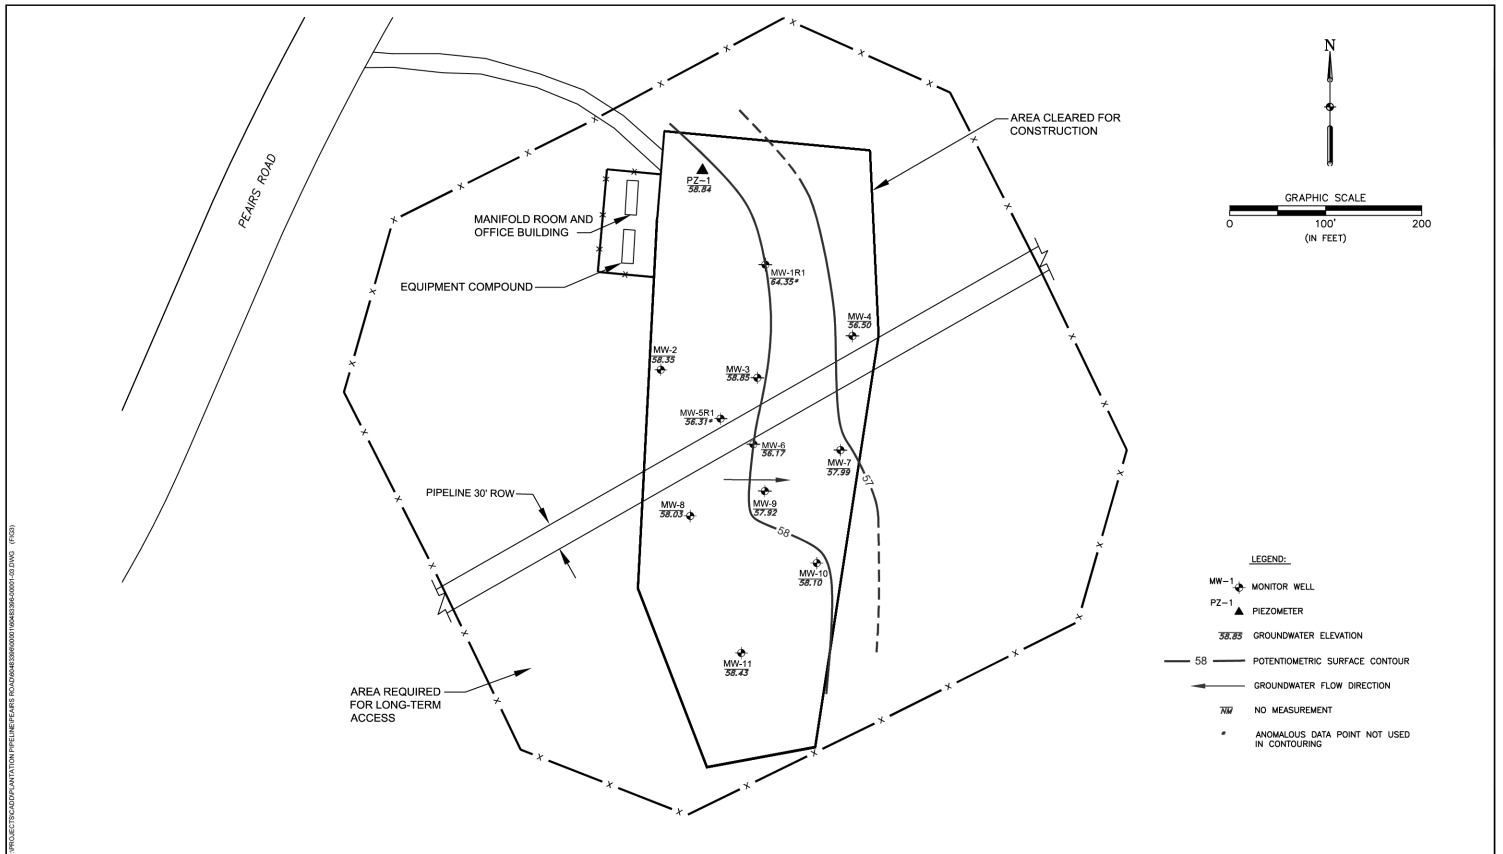 N
AREA CLEARED FOR
CONSTRUCTION
PEAIRS ROAD
PZ-1
58.84
GRAPHIC SCALE
0 100' 200
(IN FEET)
MANIFOLD ROOM AND
OFFICE BUILDING
EQUIPMENT COMPOUND
MW-1R1
64.35*
MW-4
56.50
MW-2
58.35
MW-3
58.85
MW-5R1
56.31*
MW-6
56.17
MW-7
57.99
57
PIPELINE 30' ROW
MW-8
58.03
MW-9
57.92
58
MW-10
58.10
MW-11
58.43
AREA REQUIRED
FOR LONG-TERM
ACCESS
LEGEND:
MW-1 MONITOR WELL
PZ-1 PIEZOMETER
58.85 GROUNDWATER ELEVATION
58 POTENTIOMETRIC SURFACE CONTOUR
GROUNDWATER FLOW DIRECTION
NM NO MEASUREMENT
* ANOMALOUS DATA POINT NOT USED
IN CONTOURING